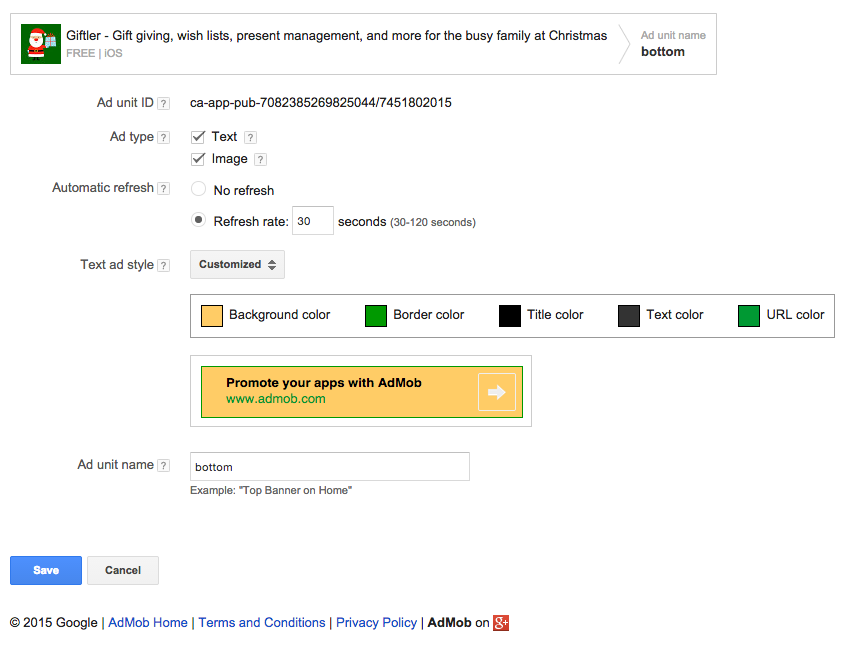 Giftler - Gift giving, wish lists, present management, and more for the busy family at Christmas
FREE | iOS
Ad unit name
bottom
Ad unit ID ? ca-app-pub-7082385269825044/7451802015
Ad type ? Text ?
Image ?
Automatic refresh ? No refresh
Refresh rate: 30 seconds (30-120 seconds)
Text ad style ? Customized
Background color Border color Title color Text color URL color
Promote your apps with AdMob
www.admob.com
Ad unit name ? bottom
Example: "Top Banner on Home"
Save Cancel
© 2015 Google | AdMob Home | Terms and Conditions | Privacy Policy | AdMob on g+